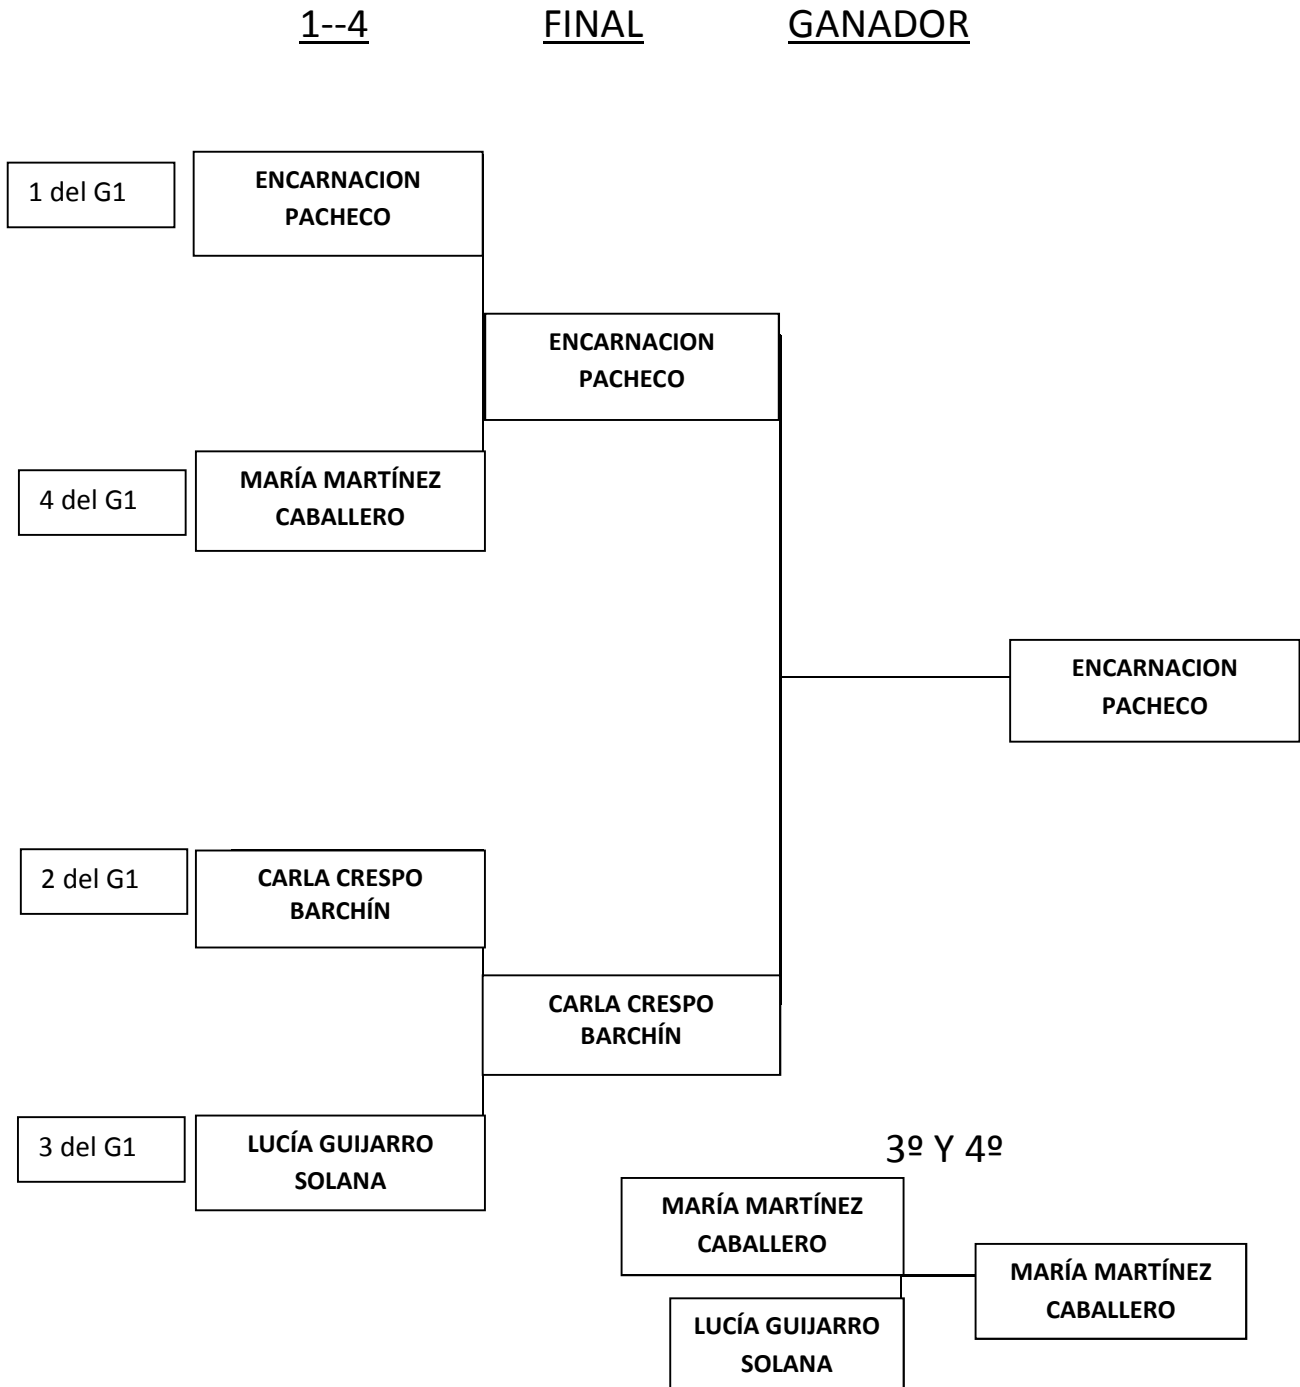 1--4 FINAL GANADOR
1 del G1
ENCARNACION
PACHECO
ENCARNACION
PACHECO
4 del G1
MARÍA MARTÍNEZ
CABALLERO
ENCARNACION
PACHECO
2 del G1
CARLA CRESPO
BARCHÍN
CARLA CRESPO
BARCHÍN
3 del G1
LUCÍA GUIJARRO
SOLANA
3º Y 4º
MARÍA MARTÍNEZ
CABALLERO
MARÍA MARTÍNEZ
CABALLERO
LUCÍA GUIJARRO
SOLANA